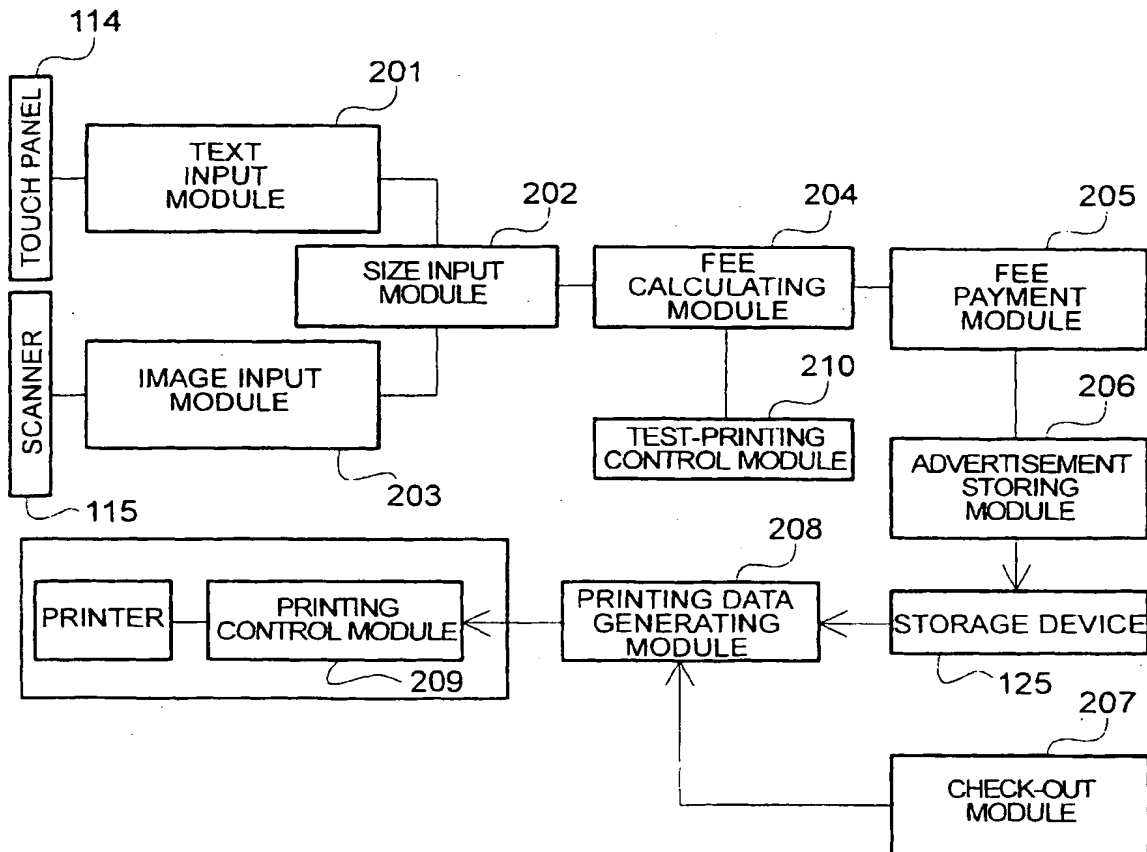 114
TOUCH PANEL
201
TEXT
INPUT
MODULE
202
SIZE INPUT
MODULE
204
FEE
CALCULATING
MODULE
205
FEE
PAYMENT
MODULE
SCANNER
115
IMAGE INPUT
MODULE
203
210
TEST-PRINTING
CONTROL MODULE
206
ADVERTISEMENT
STORING
MODULE
PRINTER
PRINTING
CONTROL MODULE
209
208
PRINTING DATA
GENERATING
MODULE
STORAGE DEVICE
125
207
CHECK-OUT
MODULE